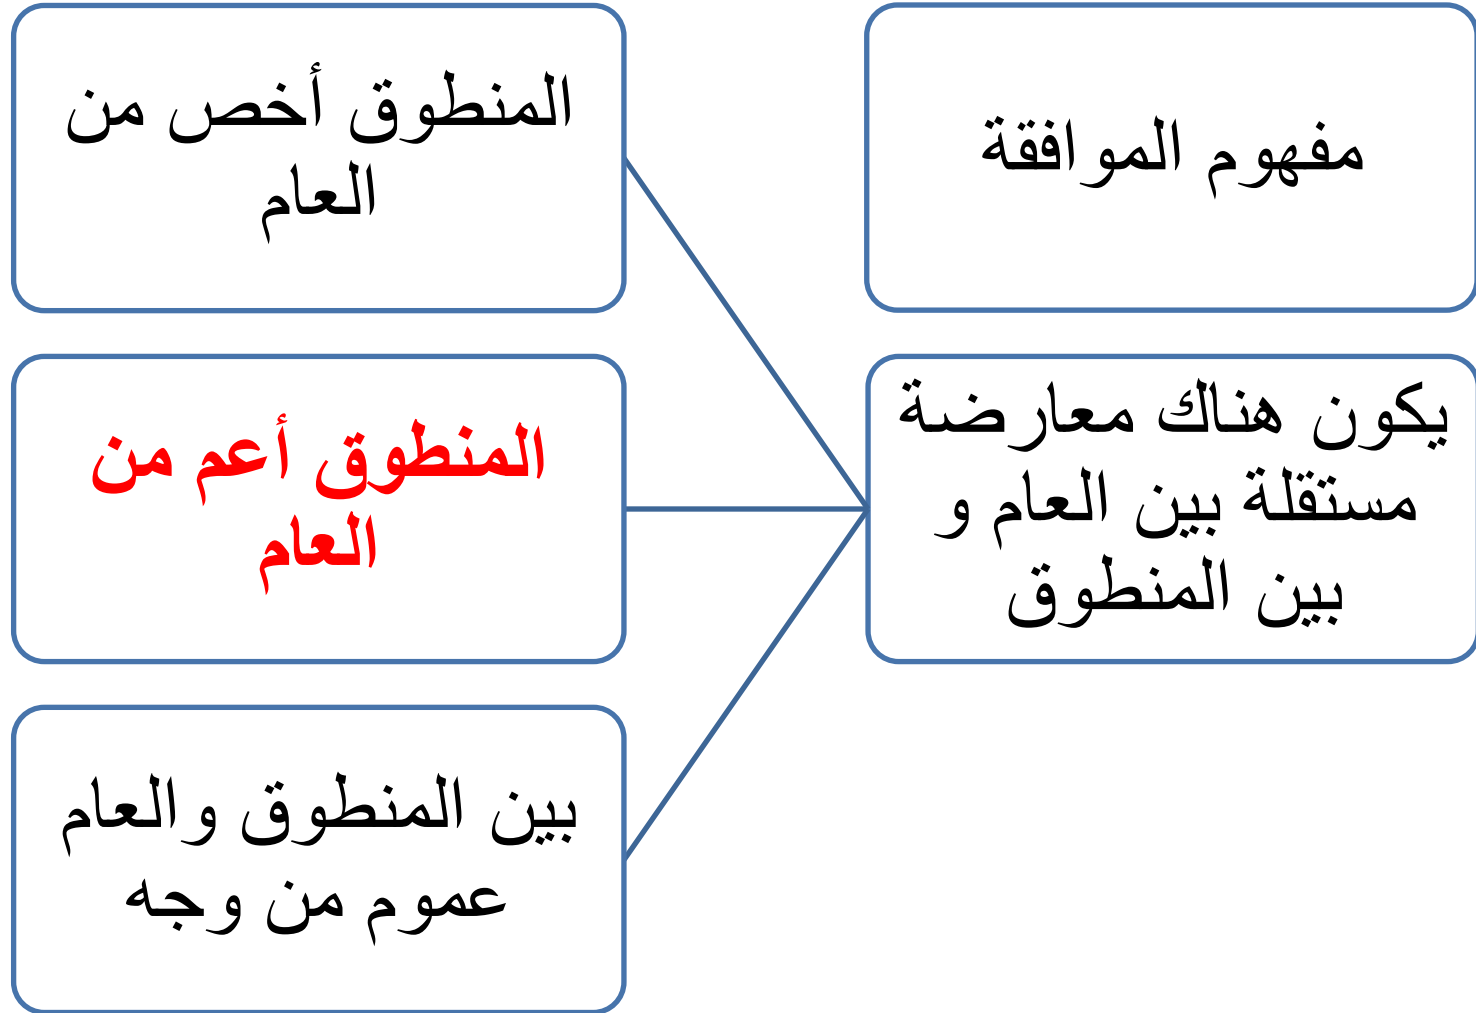 مفهوم الموافقة
يكون هناك معارضة
مستقلة بين العام و
بين المنطوق
المنطوق أخص من
العام
المنطوق أعم من
العام
بين المنطوق والعام
عموم من وجه